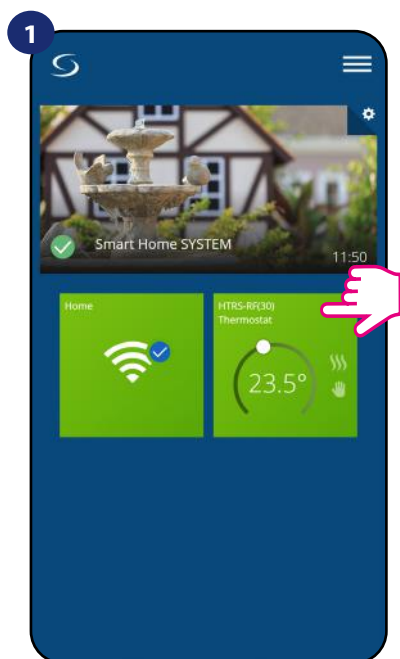 1
Smart Home SYSTEM
11:50
Home
HTRS-RF(30)
Thermostat
23.5°